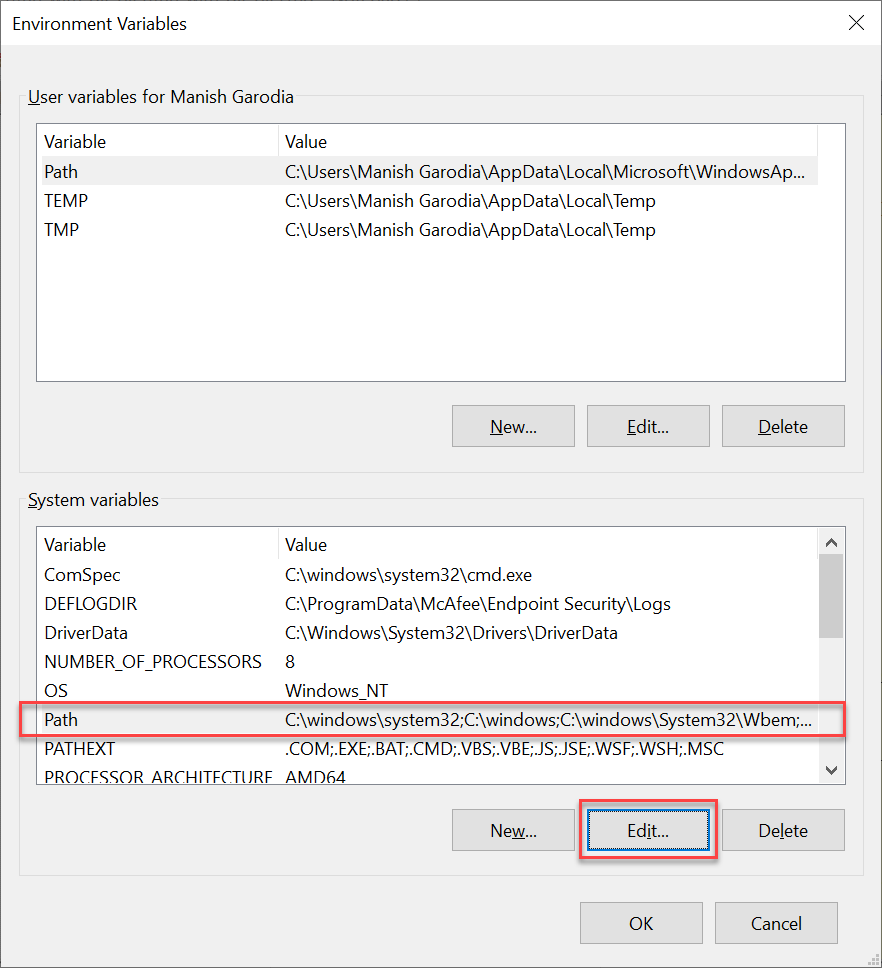 Environment Variables
User variables for Manish Garodia
Variable Value
Path C:\Users\Manish Garodia\AppData\Local\Microsoft\WindowsAp...
TEMP C:\Users\Manish Garodia\AppData\Local\Temp
TMP C:\Users\Manish Garodia\AppData\Local\Temp
New... Edit... Delete
System variables
Variable Value
ComSpec C:\windows\system32\cmd.exe
DEFLOGDIR C:\ProgramData\McAfee\Endpoint Security\Logs
DriverData C:\Windows\System32\Drivers\DriverData
NUMBER_OF_PROCESSORS 8
OS Windows_NT
Path C:\windows\system32;C:\windows;C:\windows\System32\Wbem;...
PATHEXT .COM;.EXE;.BAT;.CMD;.VBS;.VBE;.JS;.JSE;.WSF;.WSH;.MSC
PROCESSOR_ARCHITECTURE AMD64
New... Edit... Delete
OK Cancel